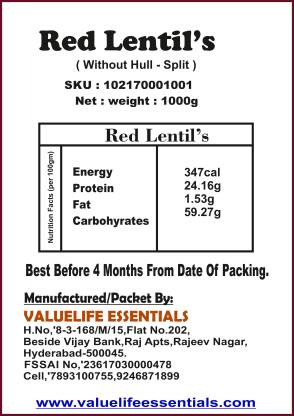 Red Lentil's
( Without Hull - Split )
SKU : 102170001001
Net : weight : 1000g
Red Lentil's
Nutrition Facts (per 100gm)
Energy 347cal
Protein 24.16g
Fat 1.53g
Carbohyrates 59.27g
Best Before 4 Months From Date Of Packing.
Manufactured/Packet By:
VALUELIFE ESSENTIALS
H.No,'8-3-168/M/15,Flat No.202,
Beside Vijay Bank,Raj Apts,Rajeev Nagar,
Hyderabad-500045.
FSSAI No,'23617030000478
Cell,'7893100755,9246871899
www.valuelifeessentials.com